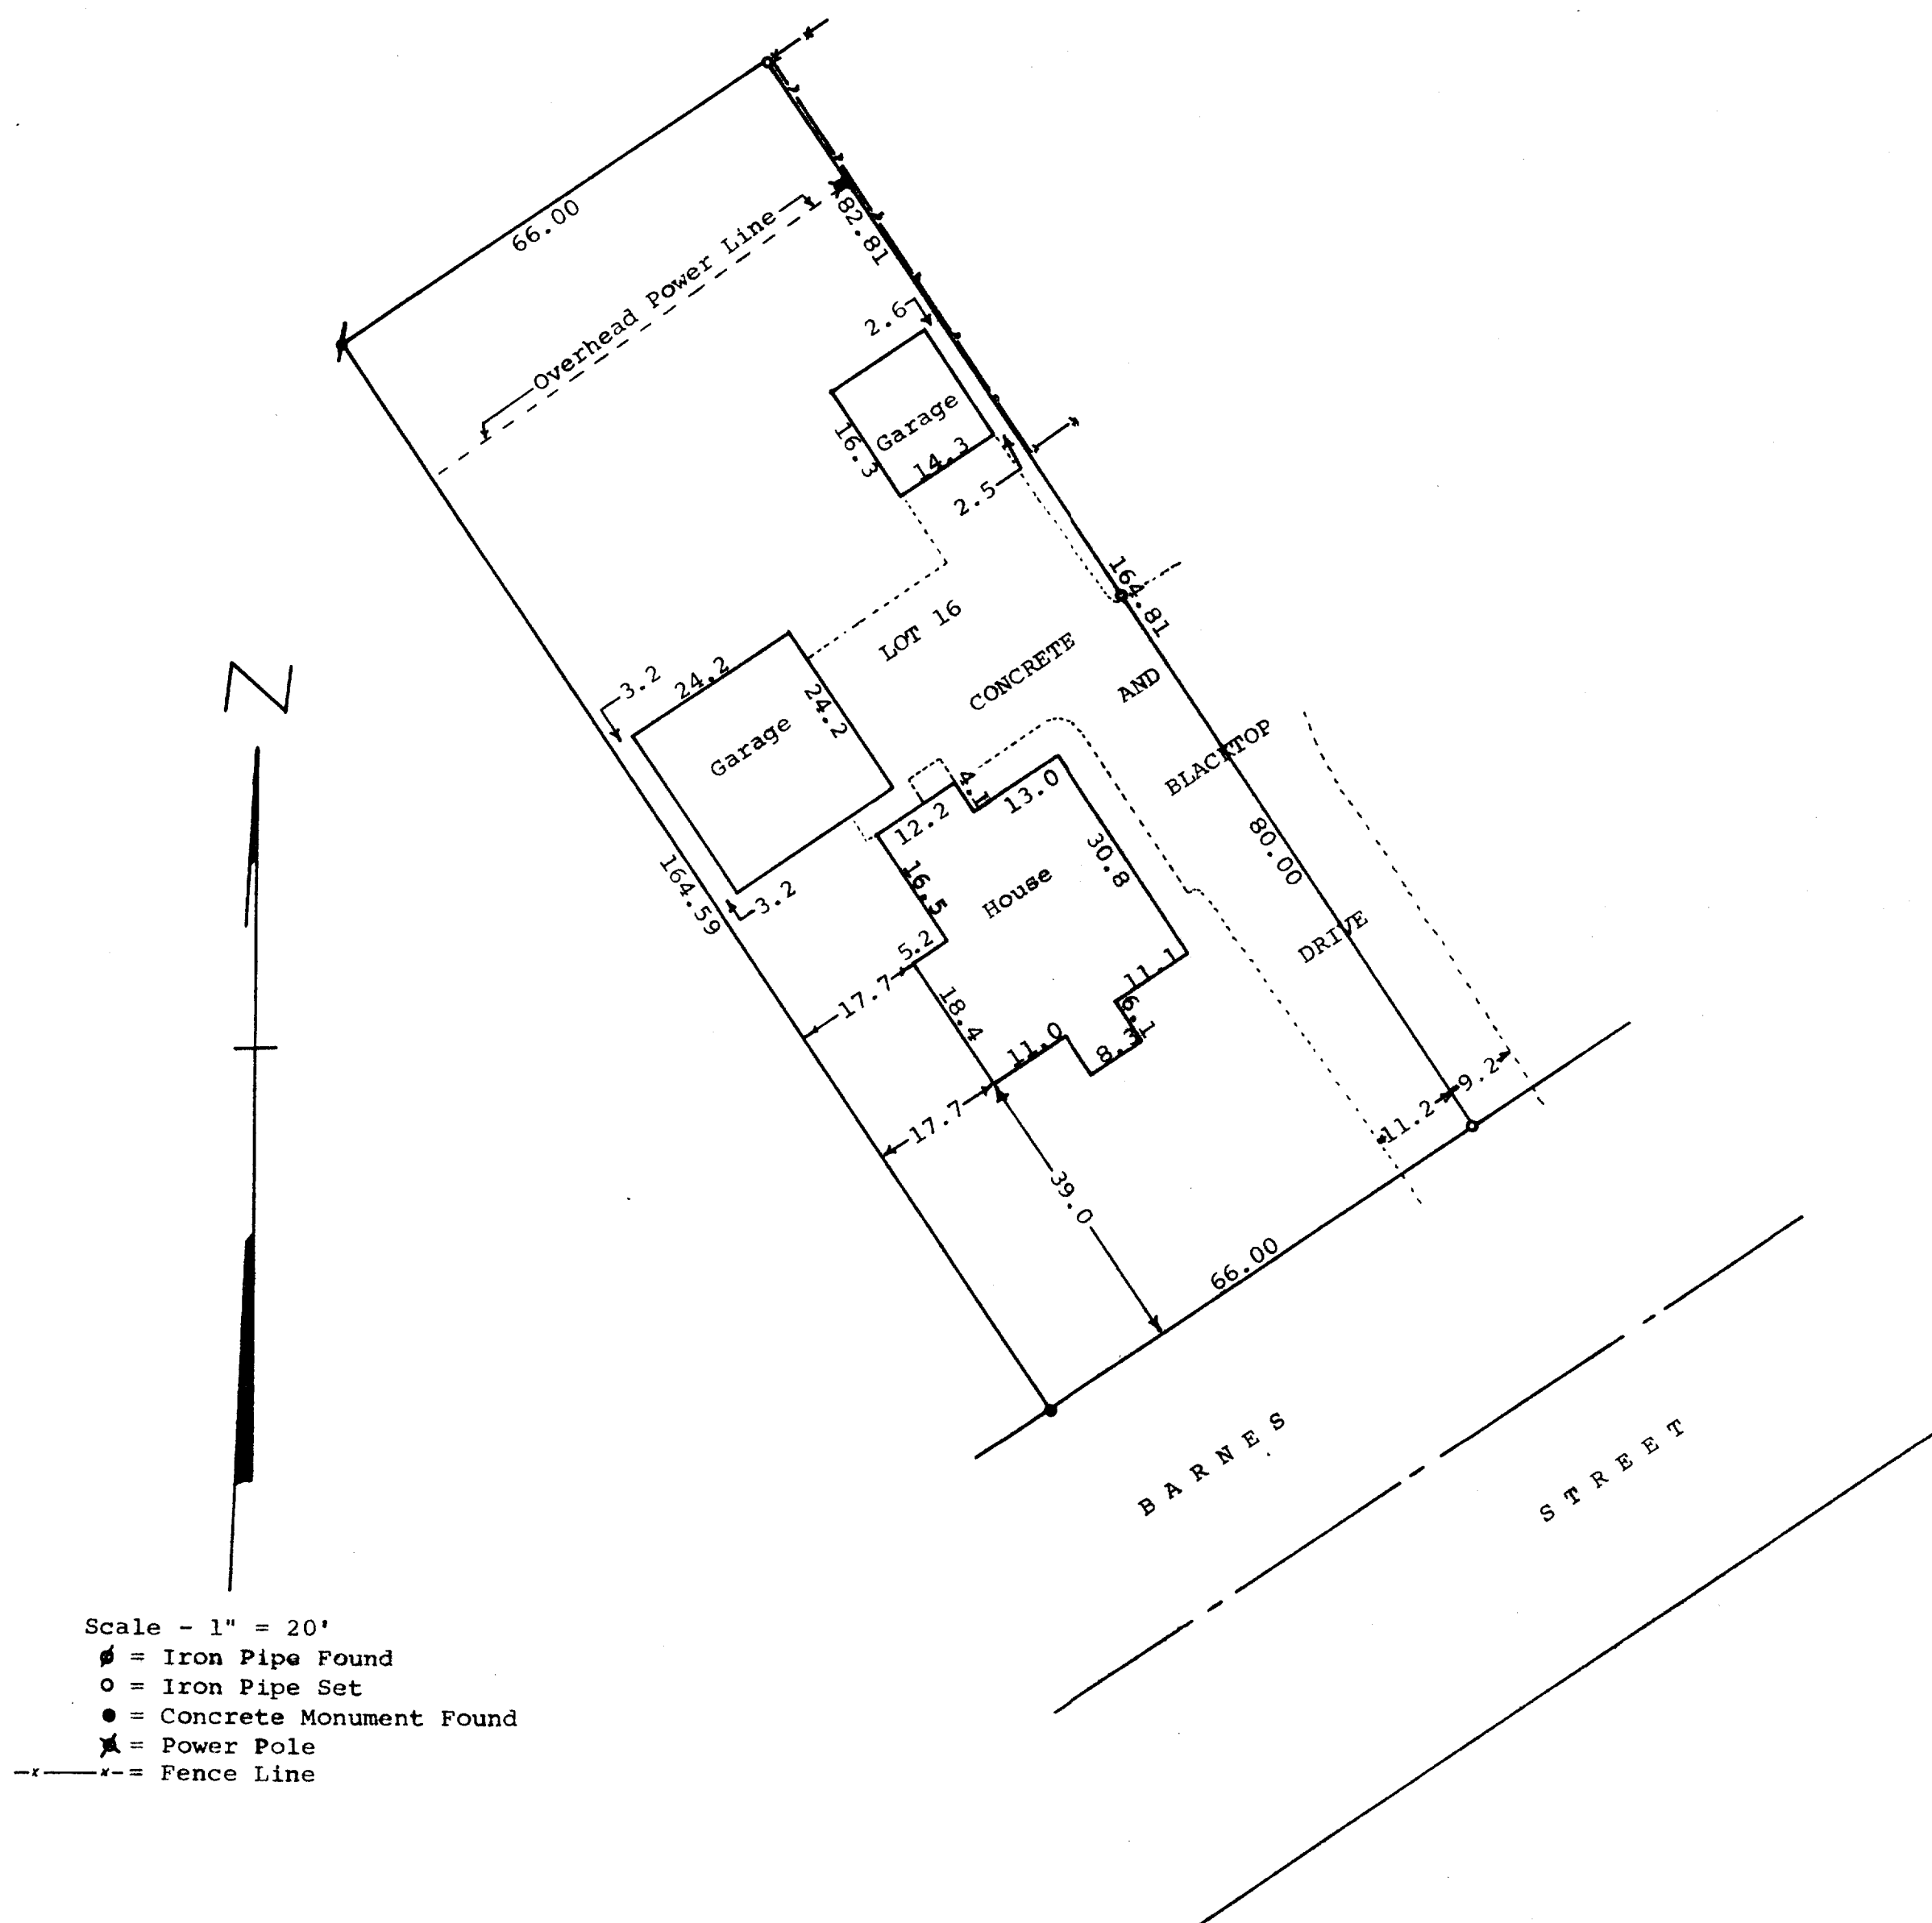 66.00
Overhead Power Line
82.81
2.6
Garage
16.3
14.3
2.5
164.81
LOT 16
CONCRETE
AND
BLACKTOP
DRIVE
3.2
24.2
24.2
Garage
3.2
164.59
4.1
12.2
13.0
16.5
House
30.8
80.00
5.2
17.7
18.4
11.1
6.1
8.3
11.0
17.7
11.2
9.2
39.0
66.00
N
BARNES
STREET
Scale - 1" = 20'
= Iron Pipe Found
= Iron Pipe Set
= Concrete Monument Found
= Power Pole
-x——x-= Fence Line